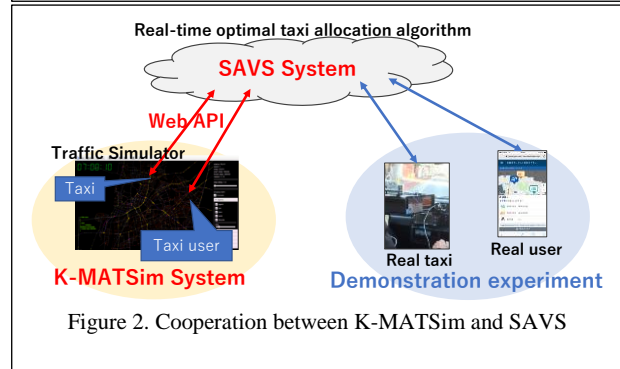 Real-time optimal taxi allocation algorithm
SAVS System
Web API
Traffic Simulator
Taxi
Taxi user
K-MATSim System
Real taxi
Real user
Demonstration experiment
Figure 2. Cooperation between K-MATSim and SAVS